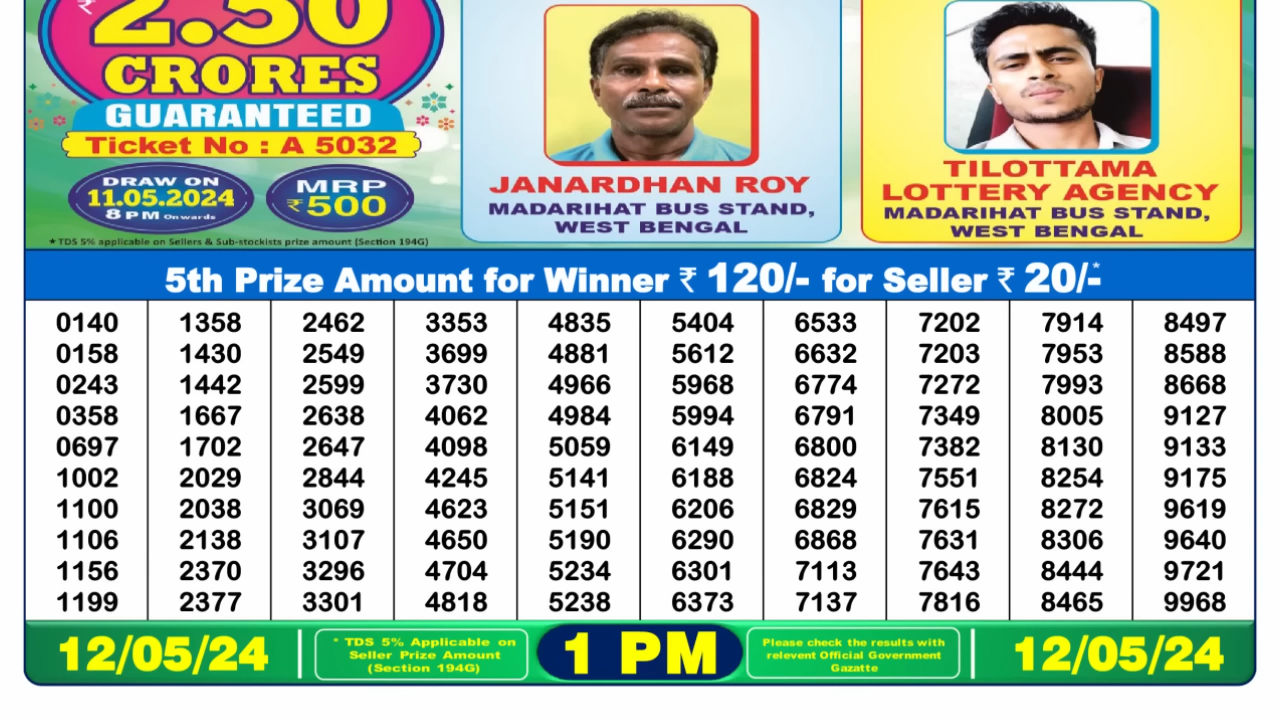 ₹ 2.50
CRORES
GUARANTEED
Ticket No : A 5032
DRAW ON
11.05.2024
8 PM Onwards
MRP
₹500
★ TDS 5% applicable on Sellers & Sub-stockists prize amount (Section 194G)
JANARDHAN ROY
MADARIHAT BUS STAND,
WEST BENGAL
TILOTTAMA
LOTTERY AGENCY
MADARIHAT BUS STAND,
WEST BENGAL
5th Prize Amount for Winner ₹ 120/- for Seller ₹ 20/-*
0140 1358 2462 3353 4835 5404 6533 7202 7914 8497
0158 1430 2549 3699 4881 5612 6632 7203 7953 8588
0243 1442 2599 3730 4966 5968 6774 7272 7993 8668
0358 1667 2638 4062 4984 5994 6791 7349 8005 9127
0697 1702 2647 4098 5059 6149 6800 7382 8130 9133
1002 2029 2844 4245 5141 6188 6824 7551 8254 9175
1100 2038 3069 4623 5151 6206 6829 7615 8272 9619
1106 2138 3107 4650 5190 6290 6868 7631 8306 9640
1156 2370 3296 4704 5234 6301 7113 7643 8444 9721
1199 2377 3301 4818 5238 6373 7137 7816 8465 9968
12/05/24
* TDS 5% Applicable on
Seller Prize Amount
(Section 194G)
1 PM
Please check the results with
relevent Official Government
Gazatte
12/05/24